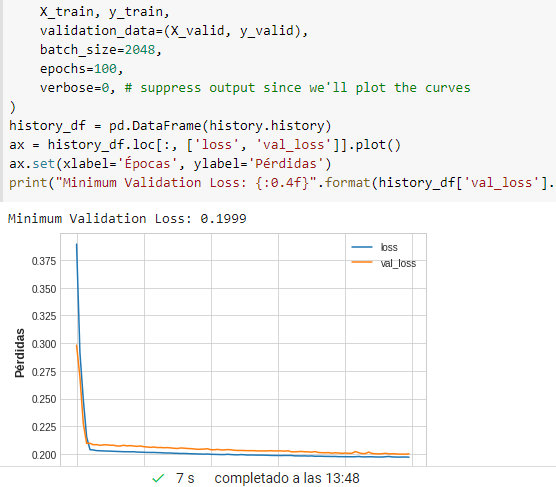 X_train, y_train,
validation_data=(X_valid, y_valid),
batch_size=2048,
epochs=100,
verbose=0, # suppress output since we'll plot the curves
)
history_df = pd.DataFrame(history.history)
ax = history_df.loc[:, ['loss', 'val_loss']].plot()
ax.set(xlabel='Épocas', ylabel='Pérdidas')
print("Minimum Validation Loss: {:0.4f}".format(history_df['val_loss'].
Minimum Validation Loss: 0.1999
loss
val_loss
0.375
0.350
0.325
0.300
0.275
0.250
0.225
0.200
Pérdidas
7 s completado a las 13:48